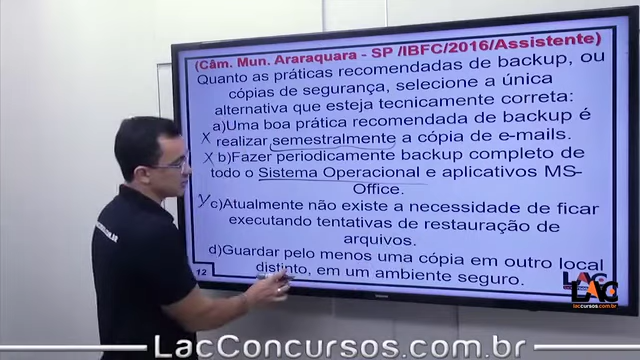 (Câm. Mun. Araraquara - SP /IBFC/2016/Assistente)
Quanto as práticas recomendadas de backup, ou
cópias de segurança, selecione a única
alternativa que esteja tecnicamente correta:
a)Uma boa prática recomendada de backup é
realizar semestralmente a cópia de e-mails.
b)Fazer periodicamente backup completo de
todo o Sistema Operacional e aplicativos MS-
Office.
c)Atualmente não existe a necessidade de ficar
executando tentativas de restauração de
arquivos.
d)Guardar pelo menos uma cópia em outro local
distinto, em um ambiente seguro.
12
LAC
laccursos.com.br
LacConcursos.com.br